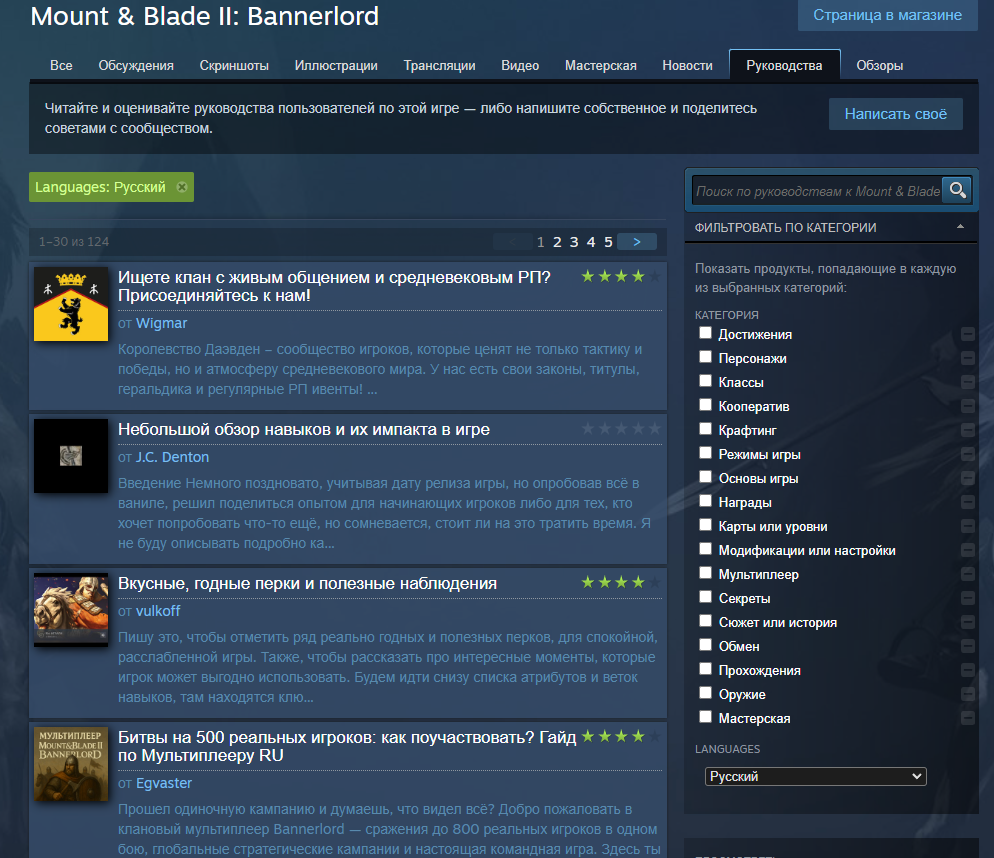 Mount & Blade II: Bannerlord
Страница в магазине
Все Обсуждения Скриншоты Иллюстрации Трансляции Видео Мастерская Новости Руководства Обзоры
Читайте и оценивайте руководства пользователей по этой игре — либо напишите собственное и поделитесь
советами с сообществом.
Написать своё
Languages: Русский
1–30 из 124
1 2 3 4 5 >
Ищете клан с живым общением и средневековым РП?
Присоединяйтесь к нам!
от Wigmar
Королевство Даэвден – сообщество игроков, которые ценят не только тактику и
победы, но и атмосферу средневекового мира. У нас есть свои законы, титулы,
геральдика и регулярные РП ивенты! ...
Небольшой обзор навыков и их импакта в игре
от J.C. Denton
Введение Немного поздновато, учитывая дату релиза игры, но опробовав всё в
ваниле, решил поделиться опытом для начинающих игроков либо для тех, кто
хочет попробовать что-то ещё, но сомневается, стоит ли на это тратить время. Я
не буду описывать подробно ка...
Вкусные, годные перки и полезные наблюдения
от vulkoff
Пишу это, чтобы отметить ряд реально годных и полезных перков, для спокойной,
расслабленной игры. Также, чтобы рассказать про интересные моменты, которые
игрок может выгодно использовать. Будем идти снизу списка атрибутов и веток
навыков, там находятся клю...
МУЛЬТИПЛЕЕР
MOUNT&BLADE II
BANNERLORD
Битвы на 500 реальных игроков: как поучаствовать? Гайд
по Мультиплееру RU
от Egvaster
Прошел одиночную кампанию и думаешь, что видел всё? Добро пожаловать в
клановый мультиплеер Bannerlord — сражения до 800 реальных игроков в одном
бою, глобальные стратегические кампании и настоящая командная игра. Здесь ты
Поиск по руководствам к Mount & Blade
ФИЛЬТРОВАТЬ ПО КАТЕГОРИИ
Показать продукты, попадающие в каждую
из выбранных категорий:
КАТЕГОРИЯ
Достижения
Персонажи
Классы
Кооператив
Крафтинг
Режимы игры
Основы игры
Награды
Карты или уровни
Модификации или настройки
Мультиплеер
Секреты
Сюжет или история
Обмен
Прохождения
Оружие
Мастерская
LANGUAGES
Русский